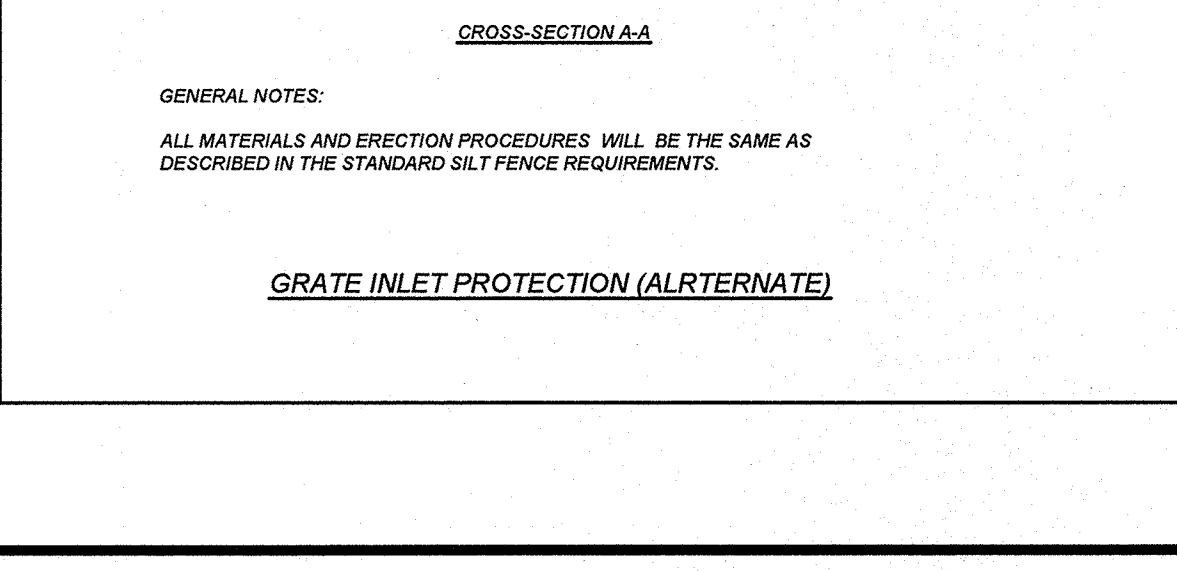 CROSS-SECTION A-A
GENERAL NOTES:
ALL MATERIALS AND ERECTION PROCEDURES WILL BE THE SAME AS
DESCRIBED IN THE STANDARD SILT FENCE REQUIREMENTS.
GRATE INLET PROTECTION (ALRTERNATE)